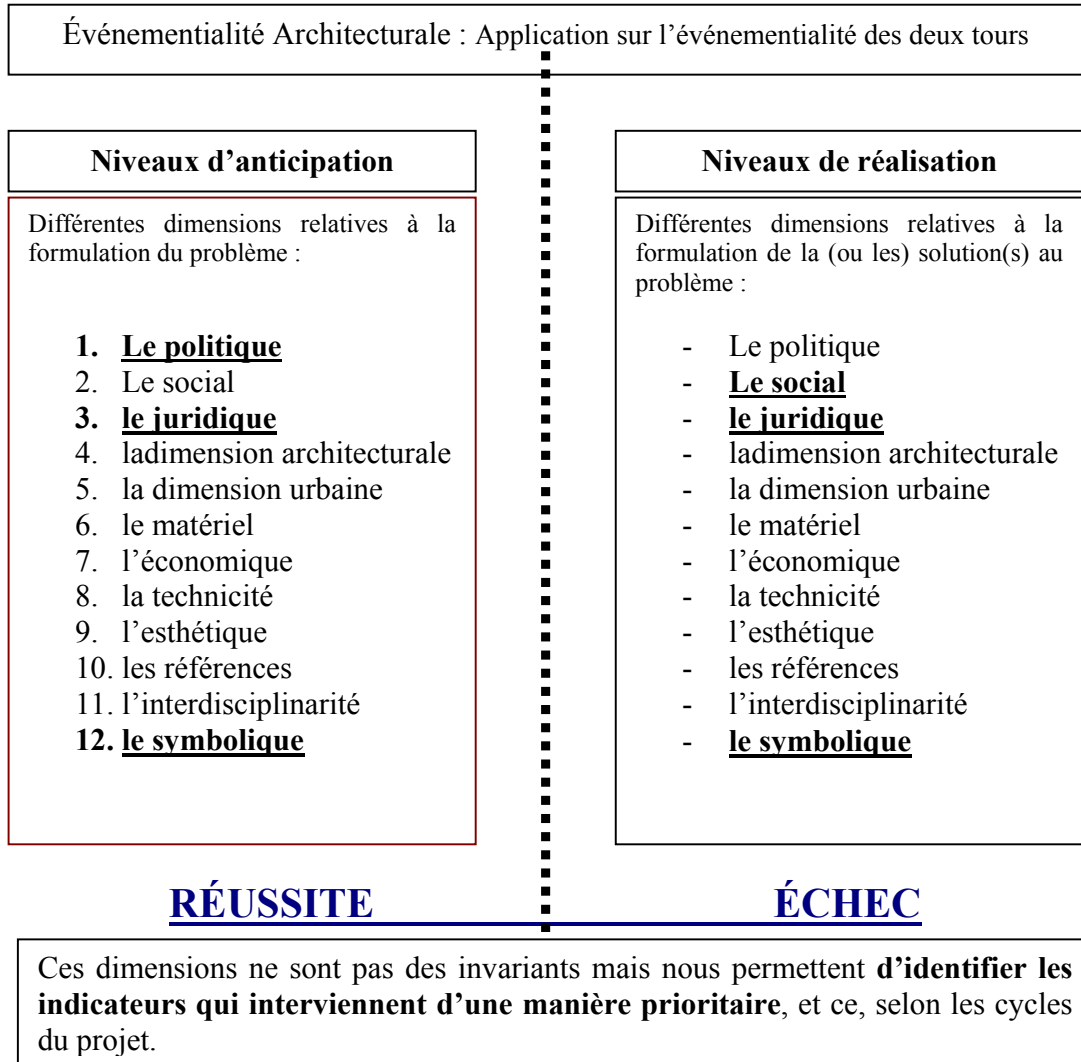 Événementialité Architecturale : Application sur l’événementialité des deux tours
Niveaux d’anticipation
Différentes dimensions relatives à la
formulation du problème :
1. Le politique
2. Le social
3. le juridique
4. ladimension architecturale
5. la dimension urbaine
6. le matériel
7. l’économique
8. la technicité
9. l’esthétique
10. les références
11. l’interdisciplinarité
12. le symbolique
Niveaux de réalisation
Différentes dimensions relatives à la
formulation de la (ou les) solution(s) au
problème :
- Le politique
- Le social
- le juridique
- ladimension architecturale
- la dimension urbaine
- le matériel
- l’économique
- la technicité
- l’esthétique
- les références
- l’interdisciplinarité
- le symbolique
RÉUSSITE ÉCHEC
Ces dimensions ne sont pas des invariants mais nous permettent d’identifier les
indicateurs qui interviennent d’une manière prioritaire, et ce, selon les cycles
du projet.